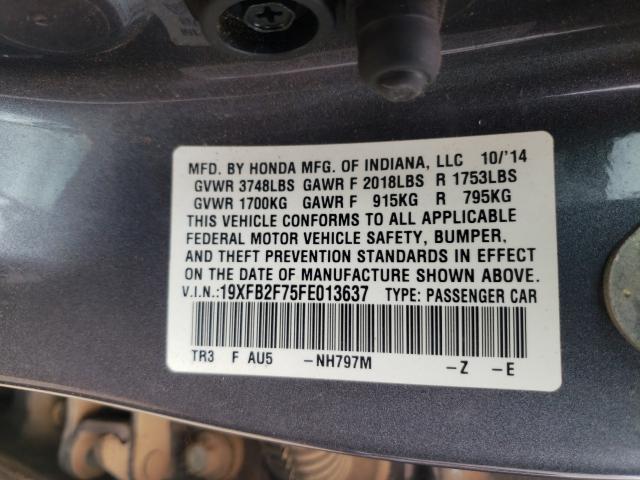 MFD. BY HONDA MFG. OF INDIANA, LLC 10/'14
GVWR 3748LBS GAWR F 2018LBS R 1753LBS
GVWR 1700KG GAWR F 915KG R 795KG
THIS VEHICLE CONFORMS TO ALL APPLICABLE
FEDERAL MOTOR VEHICLE SAFETY, BUMPER,
AND THEFT PREVENTION STANDARDS IN EFFECT
ON THE DATE OF MANUFACTURE SHOWN ABOVE.
V.I.N.:19XFB2F75FE013637 TYPE: PASSENGER CAR
TR3 F AU5 -NH797M -Z -E